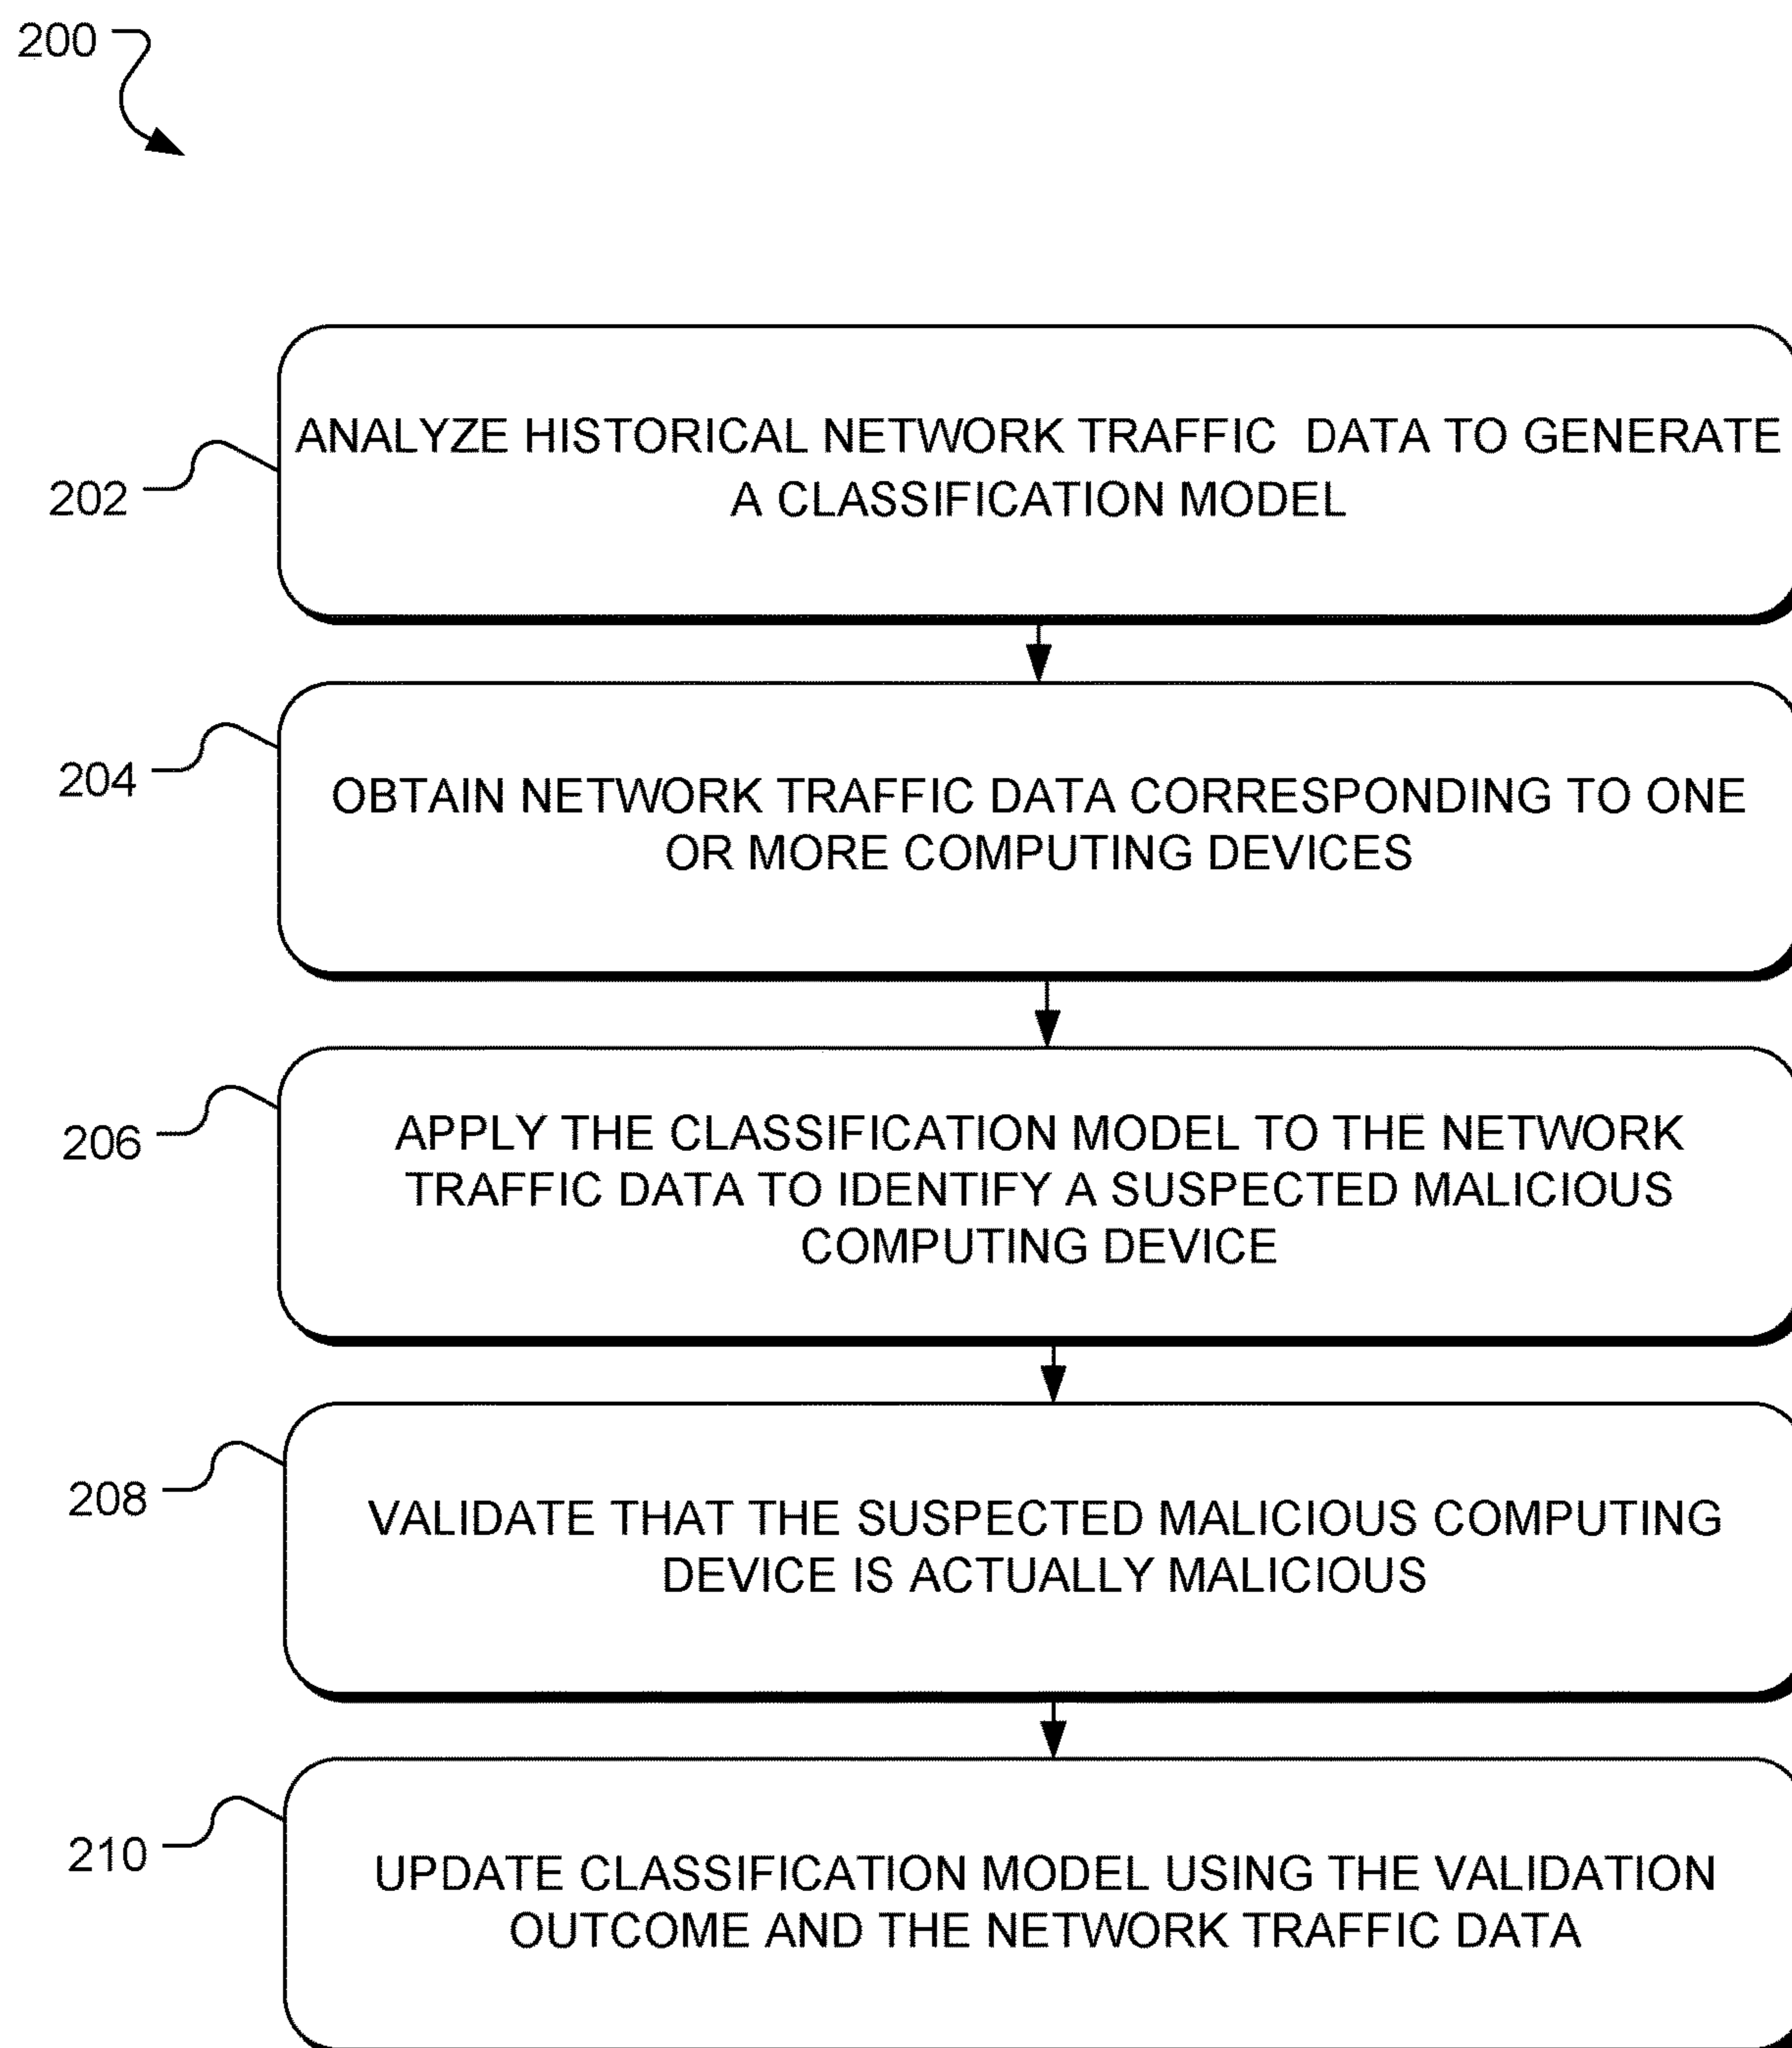 200
ANALYZE HISTORICAL NETWORK TRAFFIC DATA TO GENERATE
A CLASSIFICATION MODEL
202
204
OBTAIN NETWORK TRAFFIC DATA CORRESPONDING TO ONE
OR MORE COMPUTING DEVICES
206
APPLY THE CLASSIFICATION MODEL TO THE NETWORK
TRAFFIC DATA TO IDENTIFY A SUSPECTED MALICIOUS
COMPUTING DEVICE
208
VALIDATE THAT THE SUSPECTED MALICIOUS COMPUTING
DEVICE IS ACTUALLY MALICIOUS
210
UPDATE CLASSIFICATION MODEL USING THE VALIDATION
OUTCOME AND THE NETWORK TRAFFIC DATA